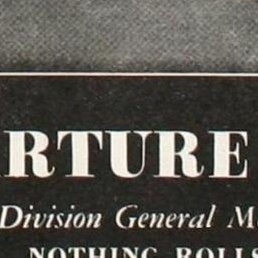 RTURE
Division General M
NOTHING ROLLS